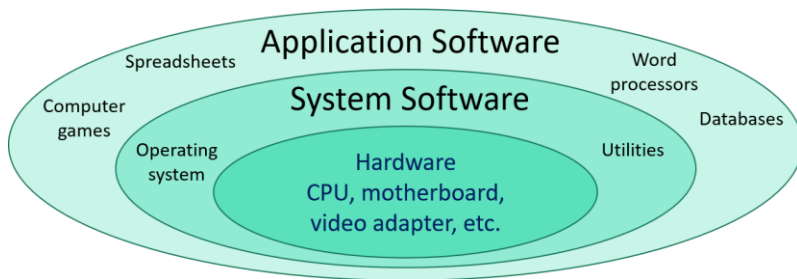 Application Software
Spreadsheets
Word
processors
Computer
games
Databases
System Software
Operating
system
Utilities
Hardware
CPU, motherboard,
video adapter, etc.